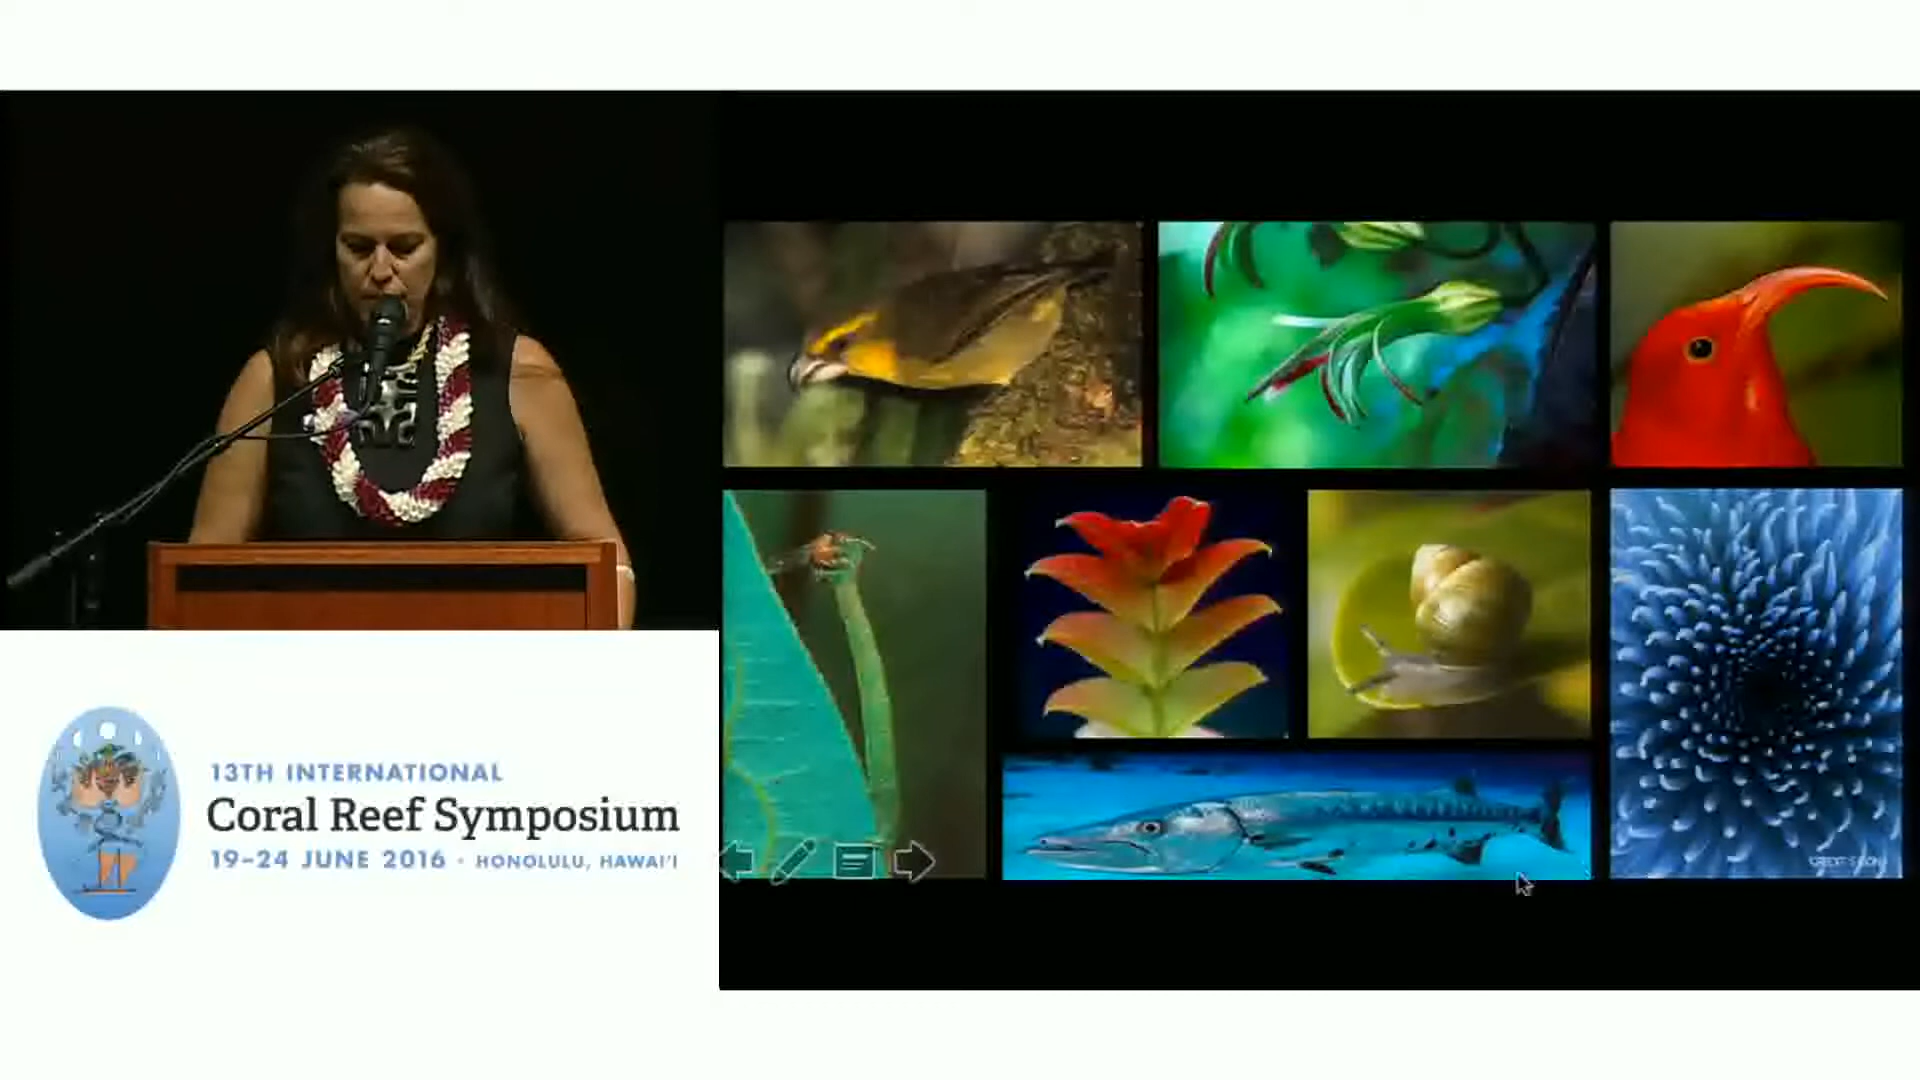 13TH INTERNATIONAL
Coral Reef Symposium
19–24 JUNE 2016 · HONOLULU, HAWAI'I